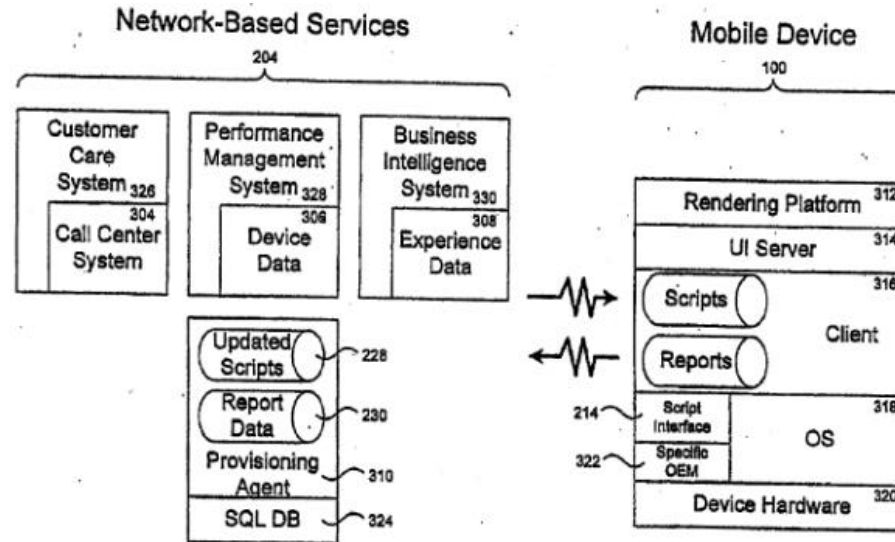 Network-Based Services
204
Mobile Device
100
Customer
Care
System 326
304
Call Center
System
Performance
Management
System 328
306
Device
Data
Business
Intelligence
System 330
308
Experience
Data
Updated
Scripts
228
Report
Data
230
Provisioning
Agent
310
SQL DB
324
312
Rendering Platform
314
UI Server
316
Scripts
Client
Reports
318
214
Script
Interface
OS
322
Specific
OEM
320
Device Hardware